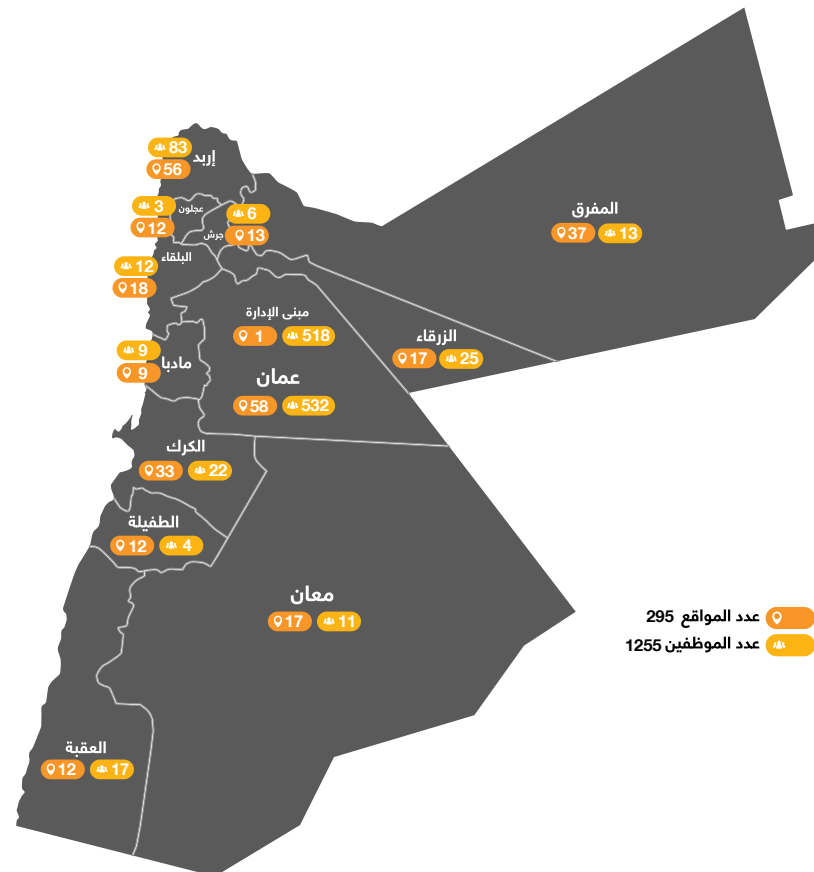 83
إربد
56
3
عجلون
6
12
جرش
13
المفرق
37 13
البلقاء
12
18
مبنى الإدارة
1 518
الزرقاء
17 25
9
مادبا
9
عمان
58 532
الكرك
33 22
الطفيلة
12 4
معان
17 11
عدد المواقع 295
عدد الموظفين 1255
العقبة
12 17